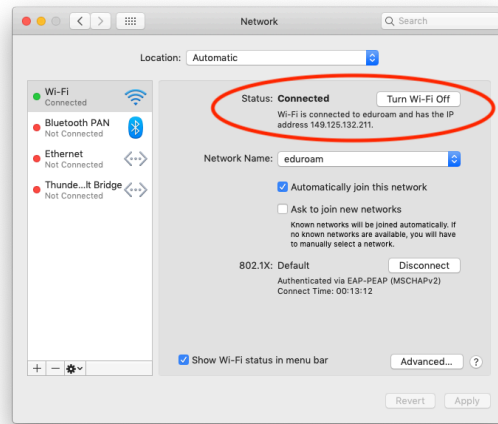 Network
Search
Location: Automatic
Wi-Fi
Connected
Bluetooth PAN
Not Connected
Ethernet
Not Connected
Thunde...lt Bridge
Not Connected
Status: Connected
Turn Wi-Fi Off
Wi-Fi is connected to eduroam and has the IP
address 149.125.132.211.
Network Name: eduroam
Automatically join this network
Ask to join new networks
Known networks will be joined automatically. If
no known networks are available, you will have
to manually select a network.
802.1X: Default
Disconnect
Authenticated via EAP-PEAP (MSCHAPv2)
Connect Time: 00:13:12
Show Wi-Fi status in menu bar
Advanced...
?
Revert
Apply